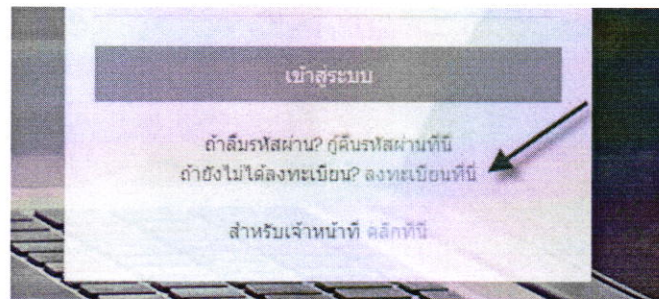 เข้าสู่ระบบ
ถ้าลืมรหัสผ่าน? กู้คืนรหัสผ่านที่นี่
ถ้ายังไม่ได้ลงทะเบียน? ลงทะเบียนที่นี่
สำหรับเจ้าหน้าที่ คลิกที่นี่